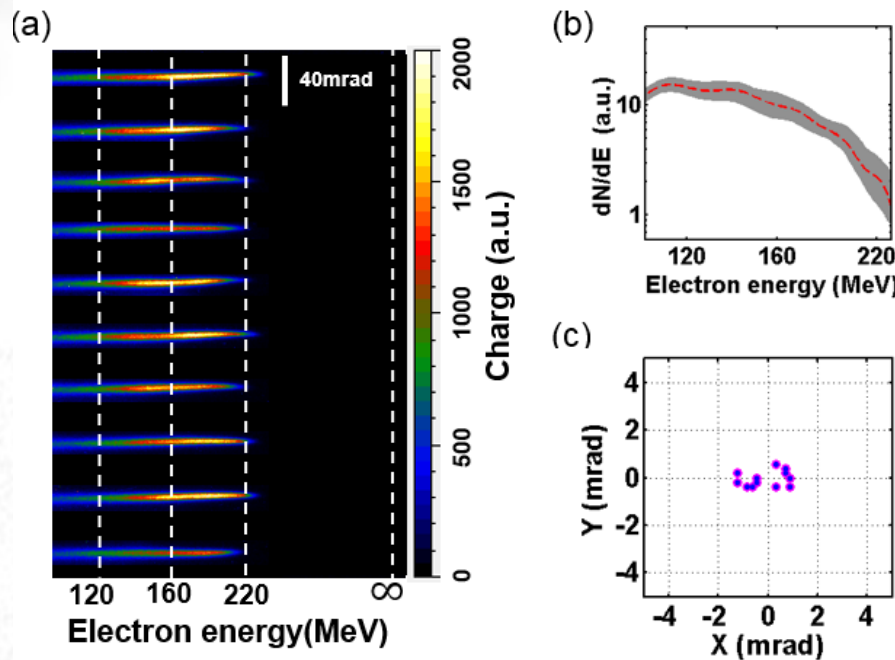 (a)
40mrad
2000
1500
1000
500
0
Charge (a.u.)
120 160 220 ∞
Electron energy(MeV)
(b)
10
1
dN/dE (a.u.)
120 160 220
Electron energy (MeV)
(c)
4
2
0
-2
-4
Y (mrad)
-4 -2 0 2 4
X (mrad)